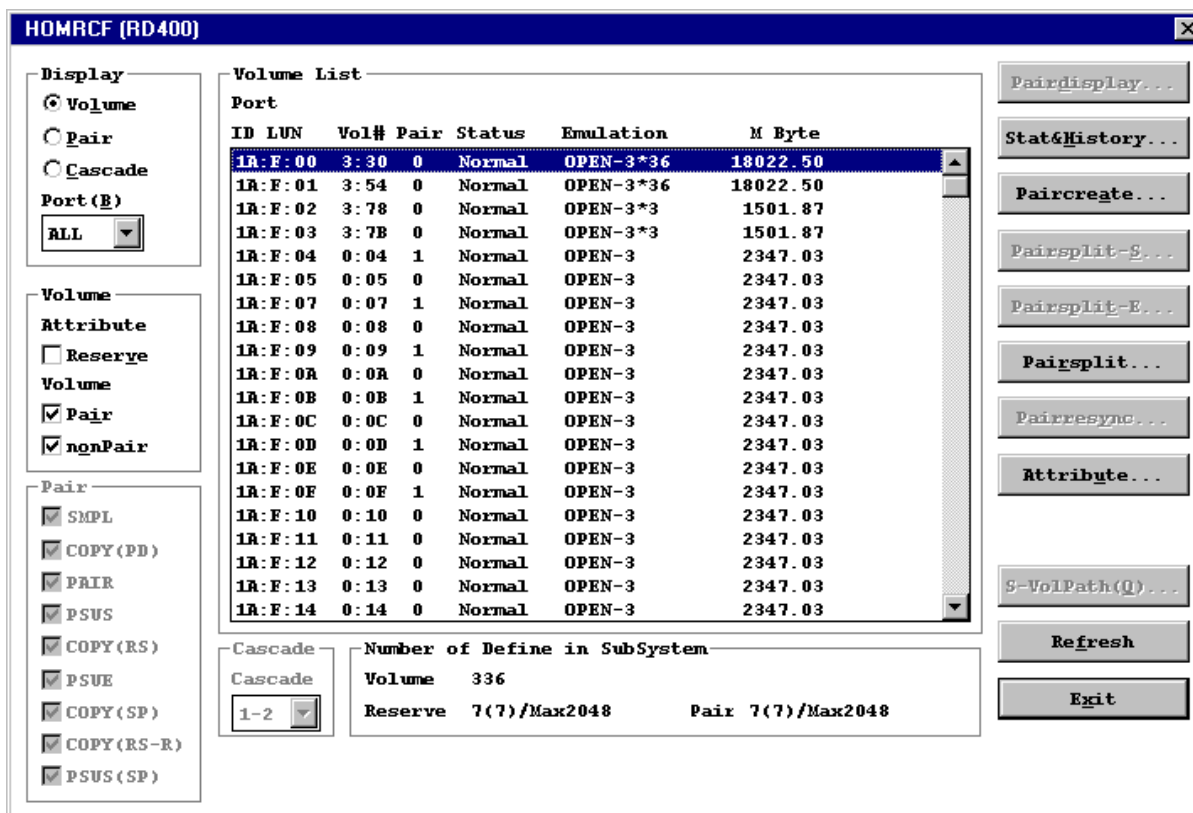 HOMRCF (RD400)
Display
Volume
Pair
Cascade
Port(B)
ALL
Volume
Attribute
Reserve
Volume
Pair
nonPair
Pair
SMPL
COPY(PD)
PAIR
PSUS
COPY(RS)
PSUE
COPY(SP)
COPY(RS-R)
PSUS(SP)
Volume List
Port
ID LUN Vol# Pair Status Emulation M Byte
1A:F:00 3:30 0 Normal OPEN-3*36 18022.50
1A:F:01 3:54 0 Normal OPEN-3*36 18022.50
1A:F:02 3:78 0 Normal OPEN-3*3 1501.87
1A:F:03 3:7B 0 Normal OPEN-3*3 1501.87
1A:F:04 0:04 1 Normal OPEN-3 2347.03
1A:F:05 0:05 0 Normal OPEN-3 2347.03
1A:F:07 0:07 1 Normal OPEN-3 2347.03
1A:F:08 0:08 0 Normal OPEN-3 2347.03
1A:F:09 0:09 1 Normal OPEN-3 2347.03
1A:F:0A 0:0A 0 Normal OPEN-3 2347.03
1A:F:0B 0:0B 1 Normal OPEN-3 2347.03
1A:F:0C 0:0C 0 Normal OPEN-3 2347.03
1A:F:0D 0:0D 1 Normal OPEN-3 2347.03
1A:F:0E 0:0E 0 Normal OPEN-3 2347.03
1A:F:0F 0:0F 1 Normal OPEN-3 2347.03
1A:F:10 0:10 0 Normal OPEN-3 2347.03
1A:F:11 0:11 0 Normal OPEN-3 2347.03
1A:F:12 0:12 0 Normal OPEN-3 2347.03
1A:F:13 0:13 0 Normal OPEN-3 2347.03
1A:F:14 0:14 0 Normal OPEN-3 2347.03
Cascade
Cascade
1-2
Number of Define in SubSystem
Volume 336
Reserve 7(7)/Max2048 Pair 7(7)/Max2048
Pairdisplay...
Stat&History...
Paircreate...
Pairsplit-S...
Pairsplit-E...
Pairsplit...
Pairresync...
Attribute...
S-VolPath(Q)...
Refresh
Exit